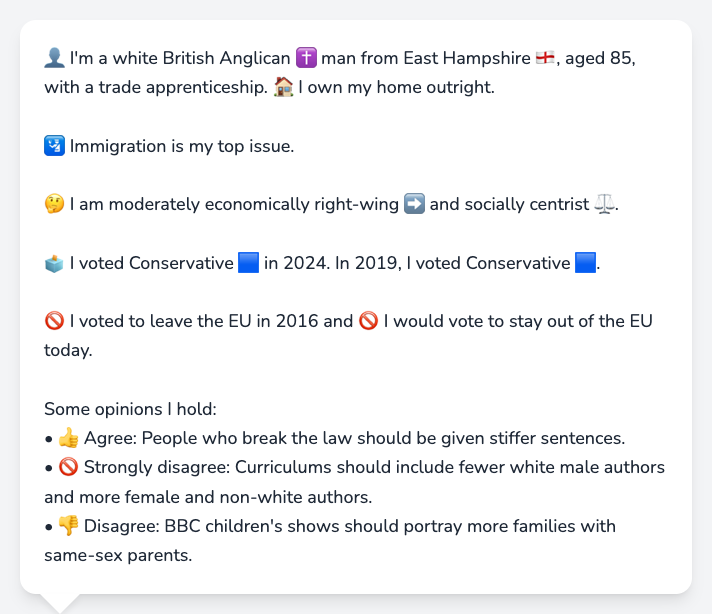 👤 I'm a white British Anglican ✝️ man from East Hampshire 🏴󠁧󠁢󠁥󠁮󠁧󠁿, aged 85,
with a trade apprenticeship. 🏠 I own my home outright.
🛂 Immigration is my top issue.
🤔 I am moderately economically right-wing ➡️ and socially centrist ⚖️.
🗳️ I voted Conservative 🟦 in 2024. In 2019, I voted Conservative 🟦.
🚫 I voted to leave the EU in 2016 and 🚫 I would vote to stay out of the EU
today.
Some opinions I hold:
• 👍 Agree: People who break the law should be given stiffer sentences.
• 🚫 Strongly disagree: Curriculums should include fewer white male authors
and more female and non-white authors.
• 👎 Disagree: BBC children's shows should portray more families with
same-sex parents.